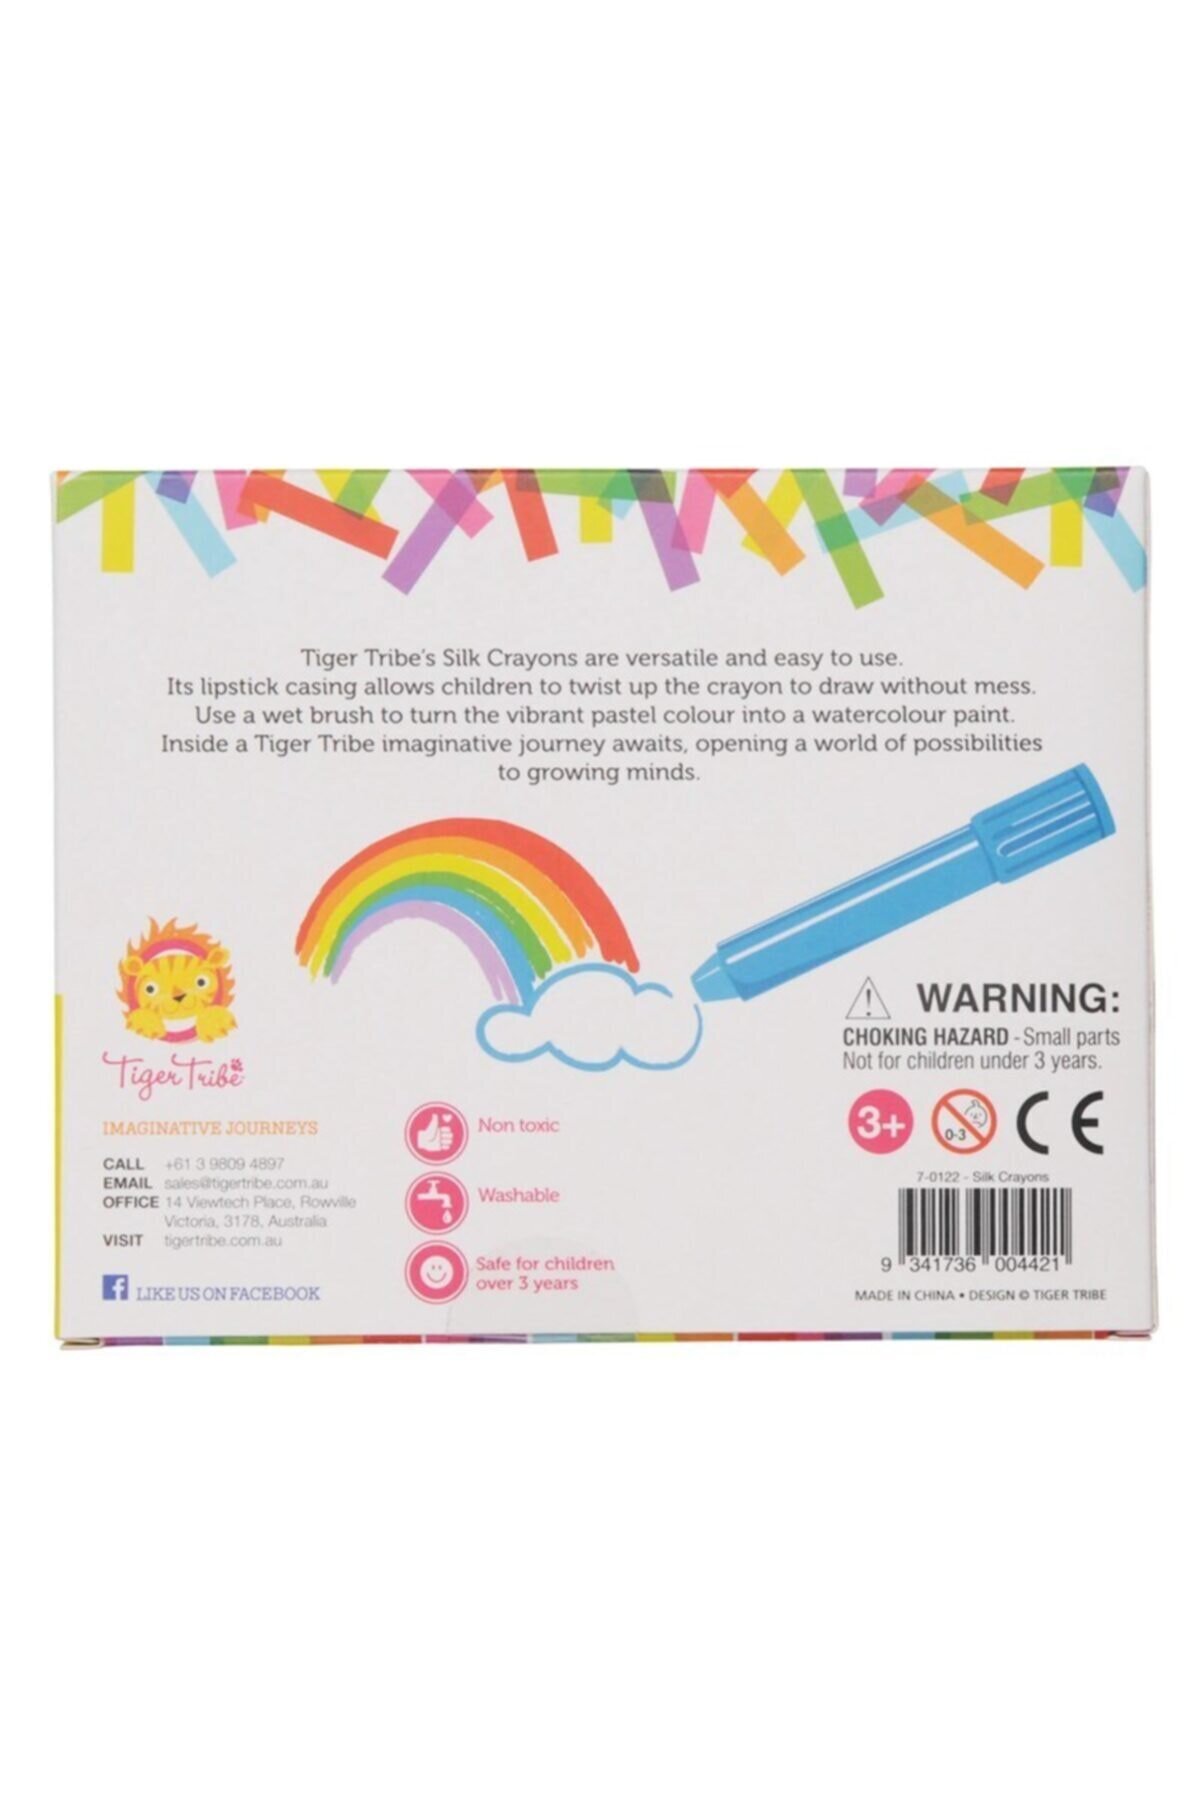 Tiger Tribe's Silk Crayons are versatile and easy to use.
Its lipstick casing allows children to twist up the crayon to draw without mess.
Use a wet brush to turn the vibrant pastel colour into a watercolour paint.
Inside a Tiger Tribe imaginative journey awaits, opening a world of possibilities
to growing minds.
Tiger Tribe
IMAGINATIVE JOURNEYS
CALL +61 3 9809 4897
EMAIL sales@tigertribe.com.au
OFFICE 14 Viewtech Place, Rowville
Victoria, 3178, Australia
VISIT tigertribe.com.au
LIKE US ON FACEBOOK
Non toxic
Washable
Safe for children
over 3 years
WARNING:
CHOKING HAZARD - Small parts
Not for children under 3 years.
3+
0-3
CE
7-0122 - Silk Crayons
9 341736 004421
MADE IN CHINA • DESIGN © TIGER TRIBE